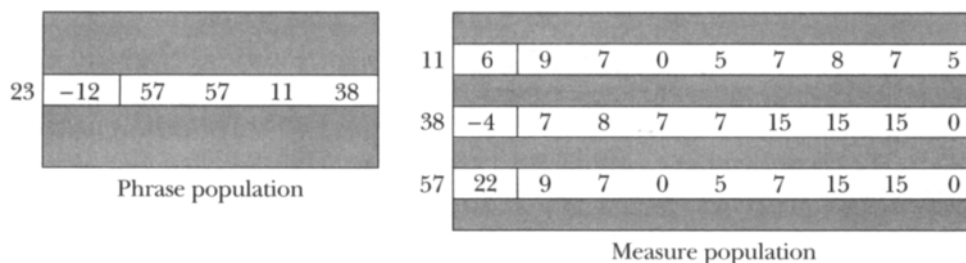 23 −12 57 57 11 38
Phrase population
11 6 9 7 0 5 7 8 7 5
38 −4 7 8 7 7 15 15 15 0
57 22 9 7 0 5 7 15 15 0
Measure population